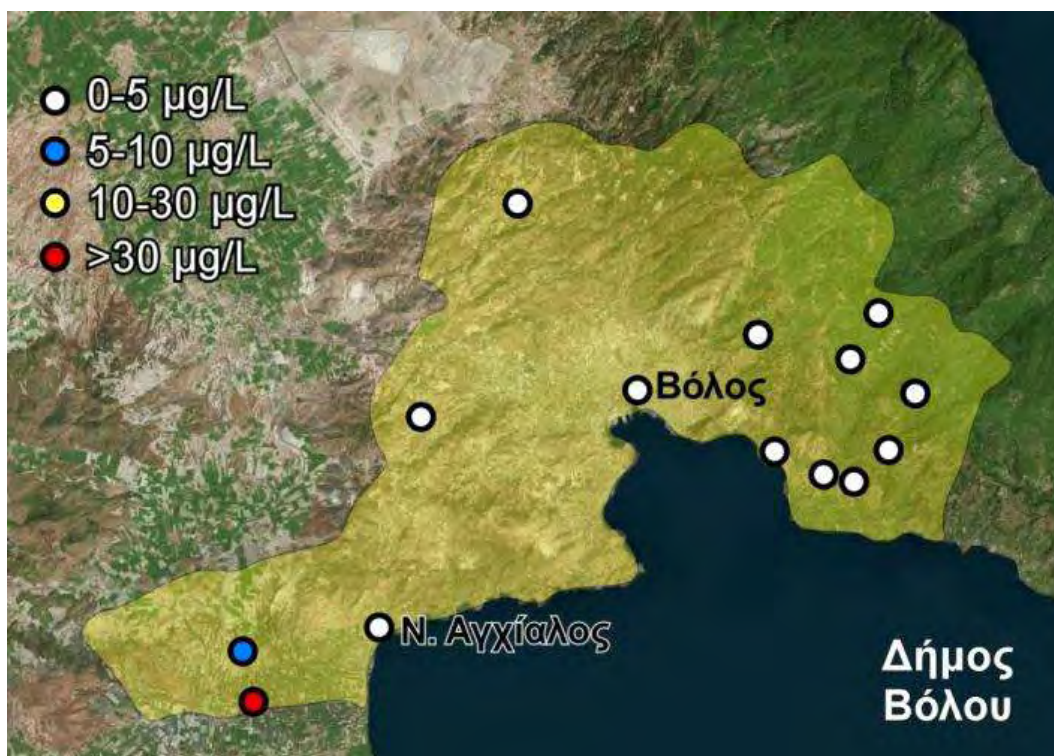 0-5 μg/L
5-10 μg/L
10-30 μg/L
>30 μg/L
Βόλος
Ν. Αγχίαλος
Δήμος
Βόλου